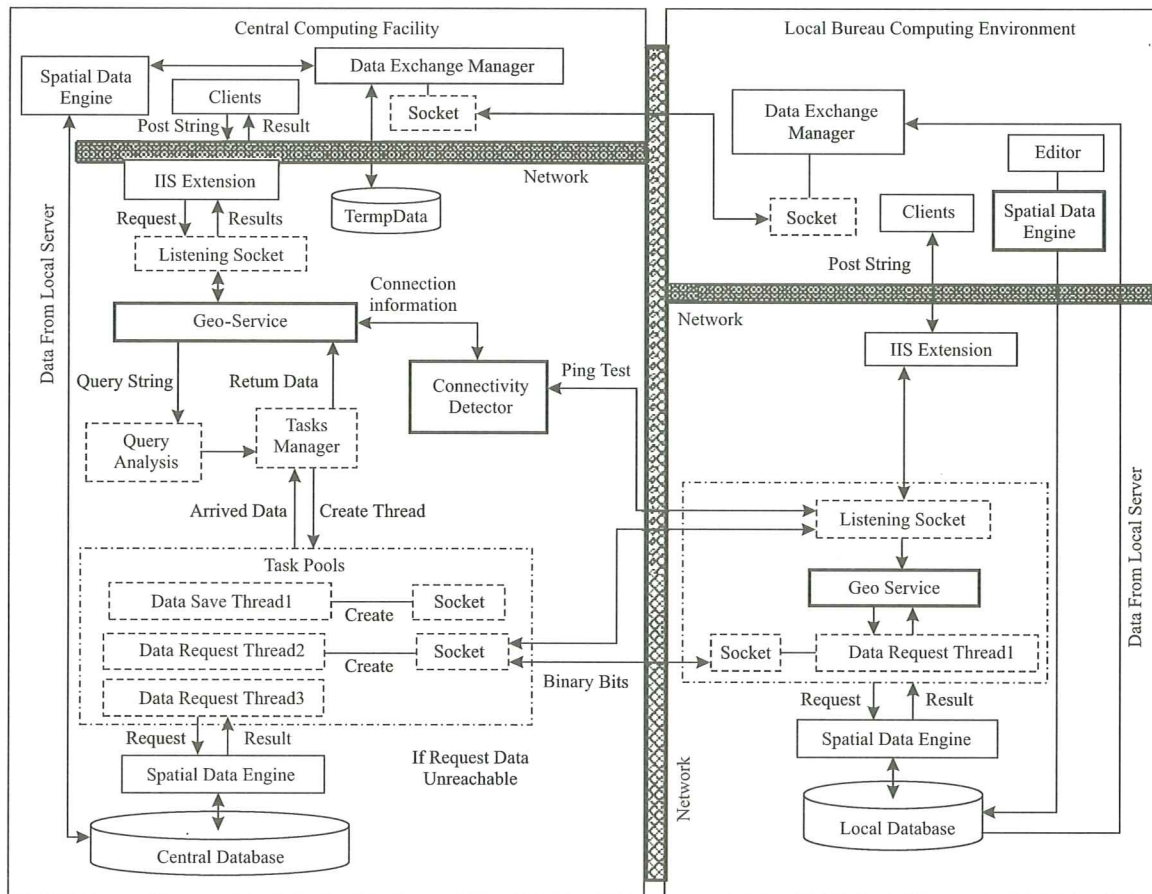 Central Computing Facility
Spatial Data
Engine
Data Exchange Manager
Clients
Socket
Post String
Result
Network
IIS Extension
TermpData
Request
Results
Listening Socket
Connection
information
Geo-Service
Data From Local Server
Query String
Retum Data
Connectivity
Detector
Ping Test
Query
Analysis
Tasks
Manager
Arrived Data
Create Thread
Task Pools
Data Save Thread1
Create
Socket
Data Request Thread2
Create
Socket
Binary Bits
Data Request Thread3
Request
Result
If Request Data
Unreachable
Spatial Data Engine
Central Database
Network
Local Bureau Computing Environment
Data Exchange
Manager
Editor
Socket
Clients
Spatial Data
Engine
Post String
Network
IIS Extension
Listening Socket
Geo Service
Socket
Data Request Thread1
Request
Result
Spatial Data Engine
Local Database
Data From Local Server